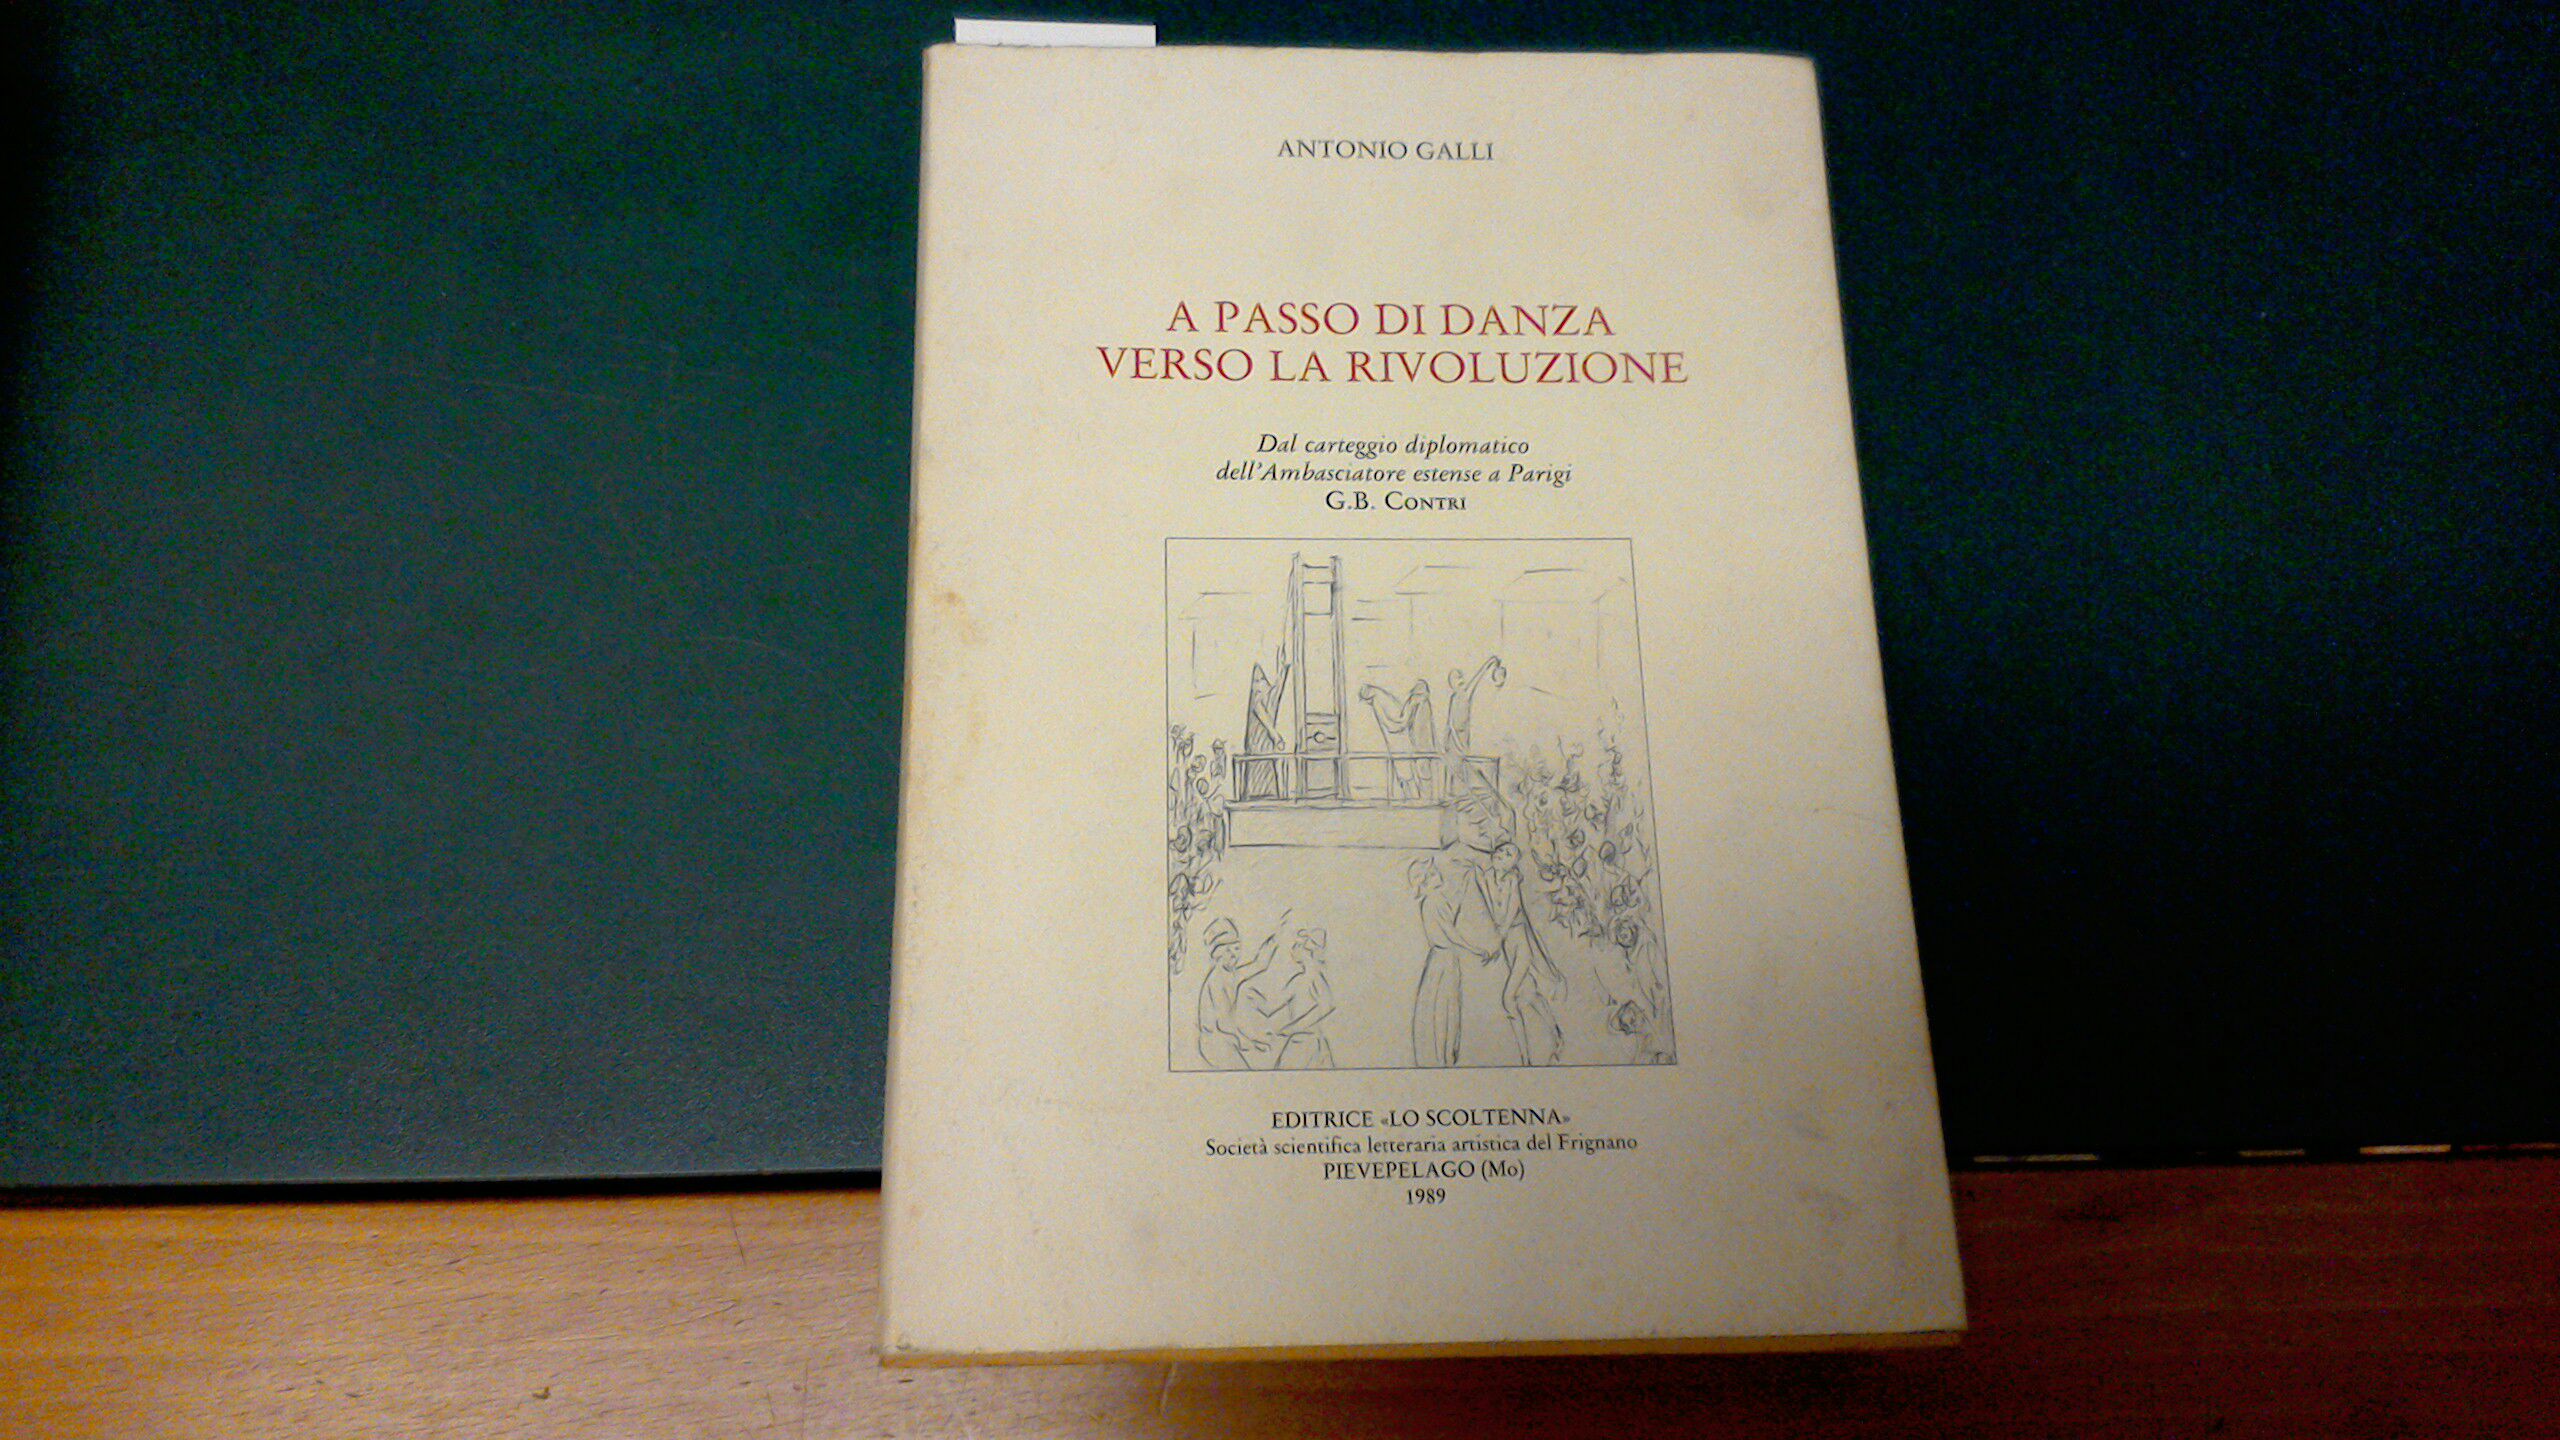 ANTONIO GALLI
A PASSO DI DANZA
VERSO LA RIVOLUZIONE
Dal carteggio diplomatico
dell'Ambasciatore estense a Parigi
G.B. CONTRI
EDITRICE «LO SCOLTENNA»
Società scientifica letteraria artistica del Frignano
PIEVEPELAGO (Mo)
1989